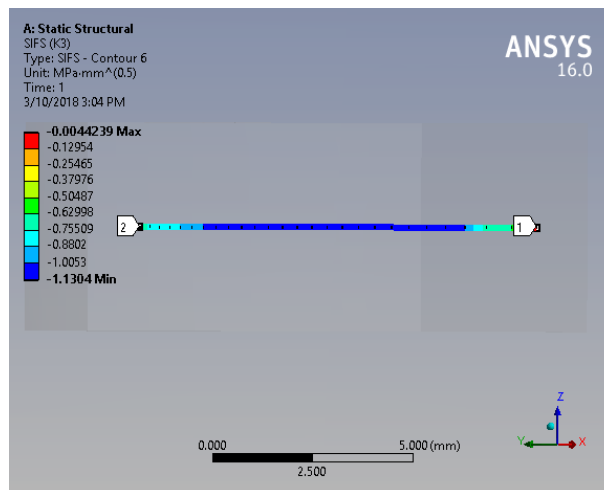 A: Static Structural
SIFS (K3)
Type: SIFS - Contour 6
Unit: MPa·mm^(0.5)
Time: 1
3/10/2018 3:04 PM
ANSYS
16.0
-0.0044239 Max
-0.12954
-0.25465
-0.37976
-0.50487
-0.62998
-0.75509
-0.8802
-1.0053
-1.1304 Min
2
1
Z
Y
X
0.000
5.000 (mm)
2.500